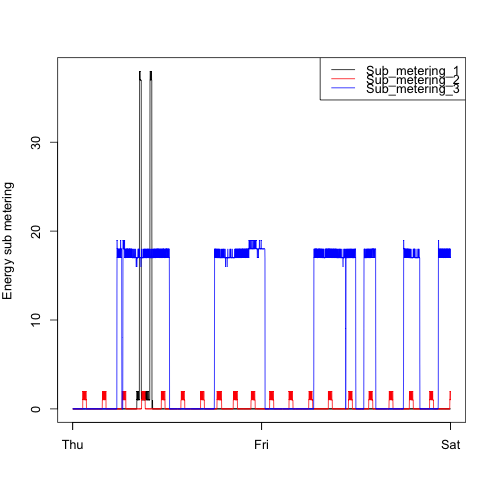 Sub_metering_1
Sub_metering_2
Sub_metering_3
Energy sub metering
30
20
10
0
Thu
Fri
Sat